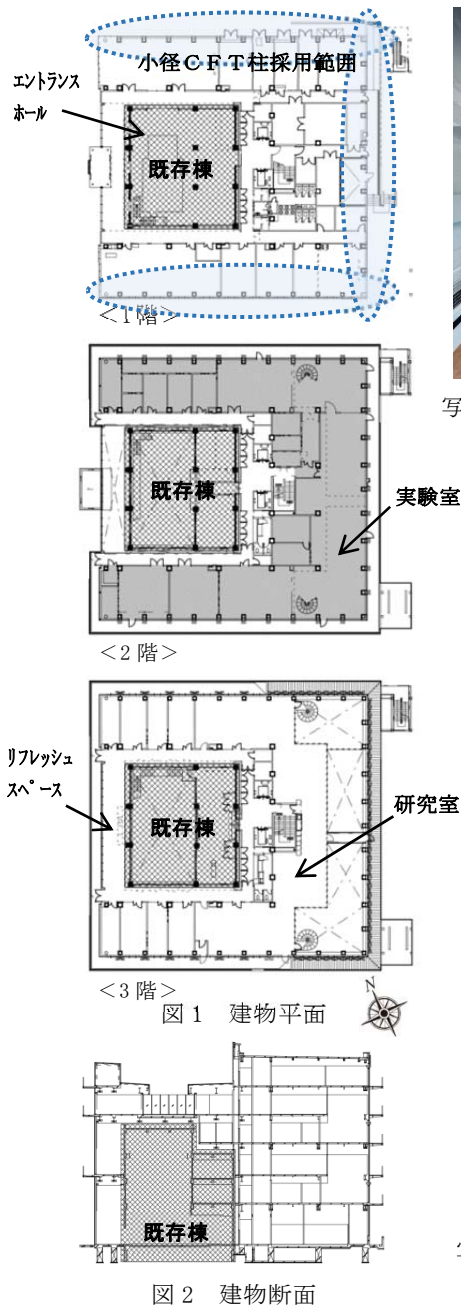 小径ＣＦＴ柱採用範囲
ｴﾝﾄﾗﾝｽ
ﾎｰﾙ
既存棟
＜1 階＞
写
既存棟
実験室
＜2 階＞
ﾘﾌﾚｯｼｭ
ｽﾍﾟｰｽ
既存棟
研究室
＜3 階＞
N
図 1　建物平面
既存棟
図 2　建物断面